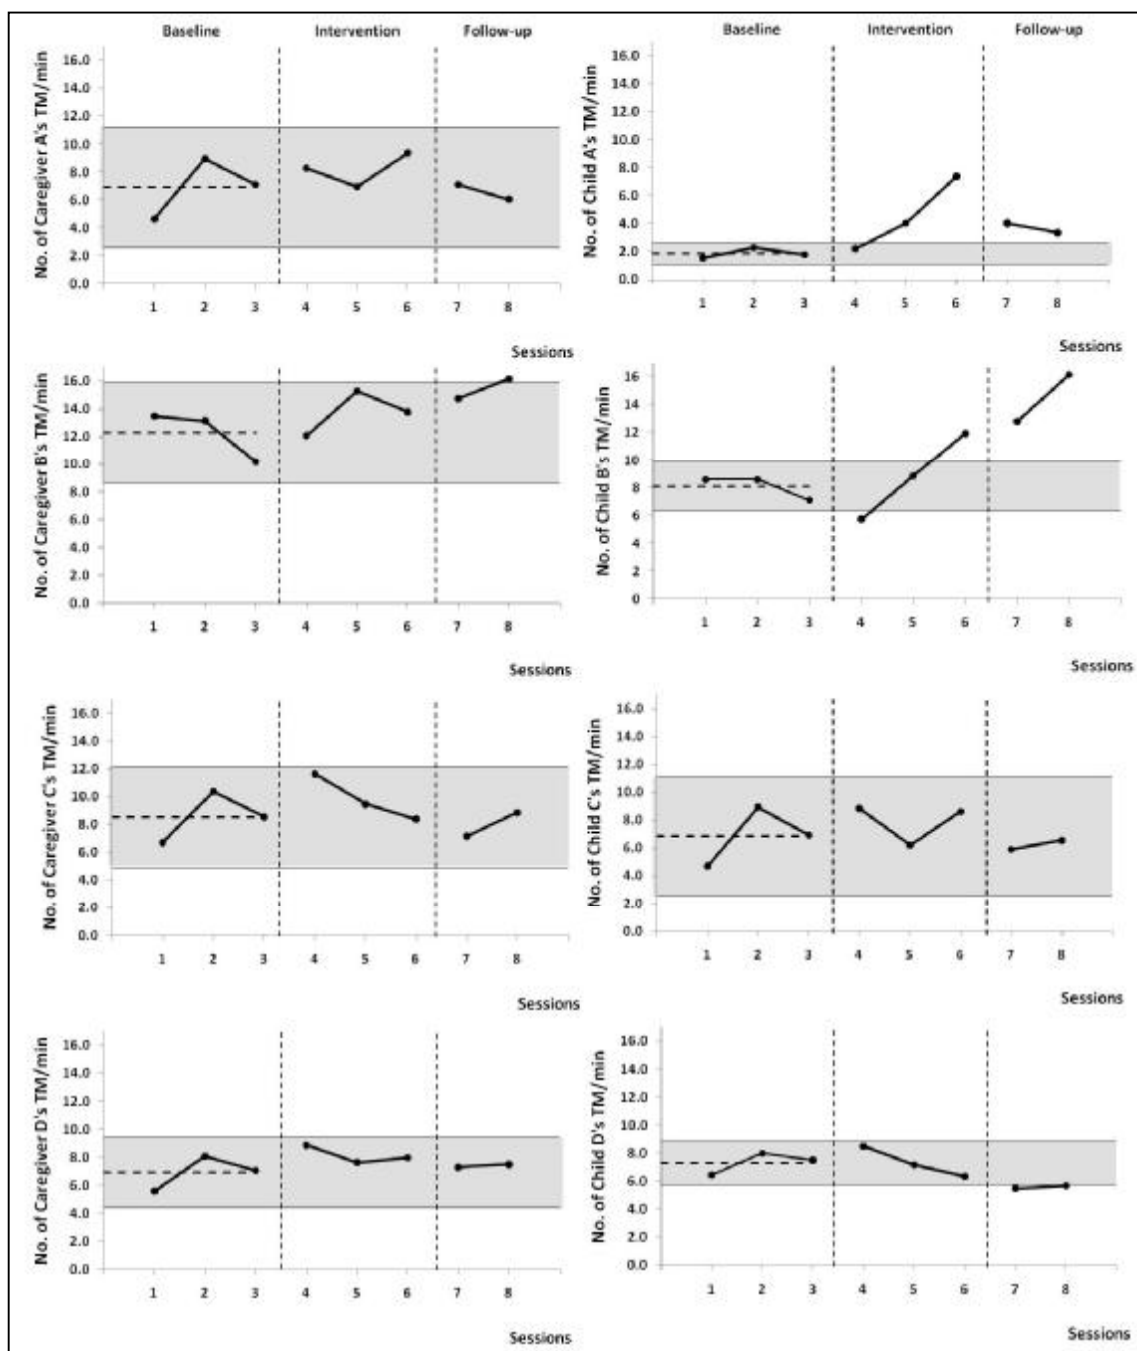 Baseline Intervention Follow-up
No. of Caregiver A's TM/min
16.0
14.0
12.0
10.0
8.0
6.0
4.0
2.0
0.0
1 2 3 4 5 6 7 8
Sessions
Baseline Intervention Follow-up
No. of Child A's TM/min
16.0
14.0
12.0
10.0
8.0
6.0
4.0
2.0
0.0
1 2 3 4 5 6 7 8
Sessions
No. of Caregiver B's TM/min
16.0
14.0
12.0
10.0
8.0
6.0
4.0
2.0
0.0
1 2 3 4 5 6 7 8
Sessions
No. of Child B's TM/min
16
14
12
10
8
6
4
2
0
1 2 3 4 5 6 7 8
Sessions
No. of Caregiver C's TM/min
16.0
14.0
12.0
10.0
8.0
6.0
4.0
2.0
0.0
1 2 3 4 5 6 7 8
Sessions
No. of Child C's TM/min
16.0
14.0
12.0
10.0
8.0
6.0
4.0
2.0
0.0
1 2 3 4 5 6 7 8
Sessions
No. of Caregiver D's TM/min
16.0
14.0
12.0
10.0
8.0
6.0
4.0
2.0
0.0
1 2 3 4 5 6 7 8
Sessions
No. of Child D's TM/min
16.0
14.0
12.0
10.0
8.0
6.0
4.0
2.0
0.0
1 2 3 4 5 6 7 8
Sessions